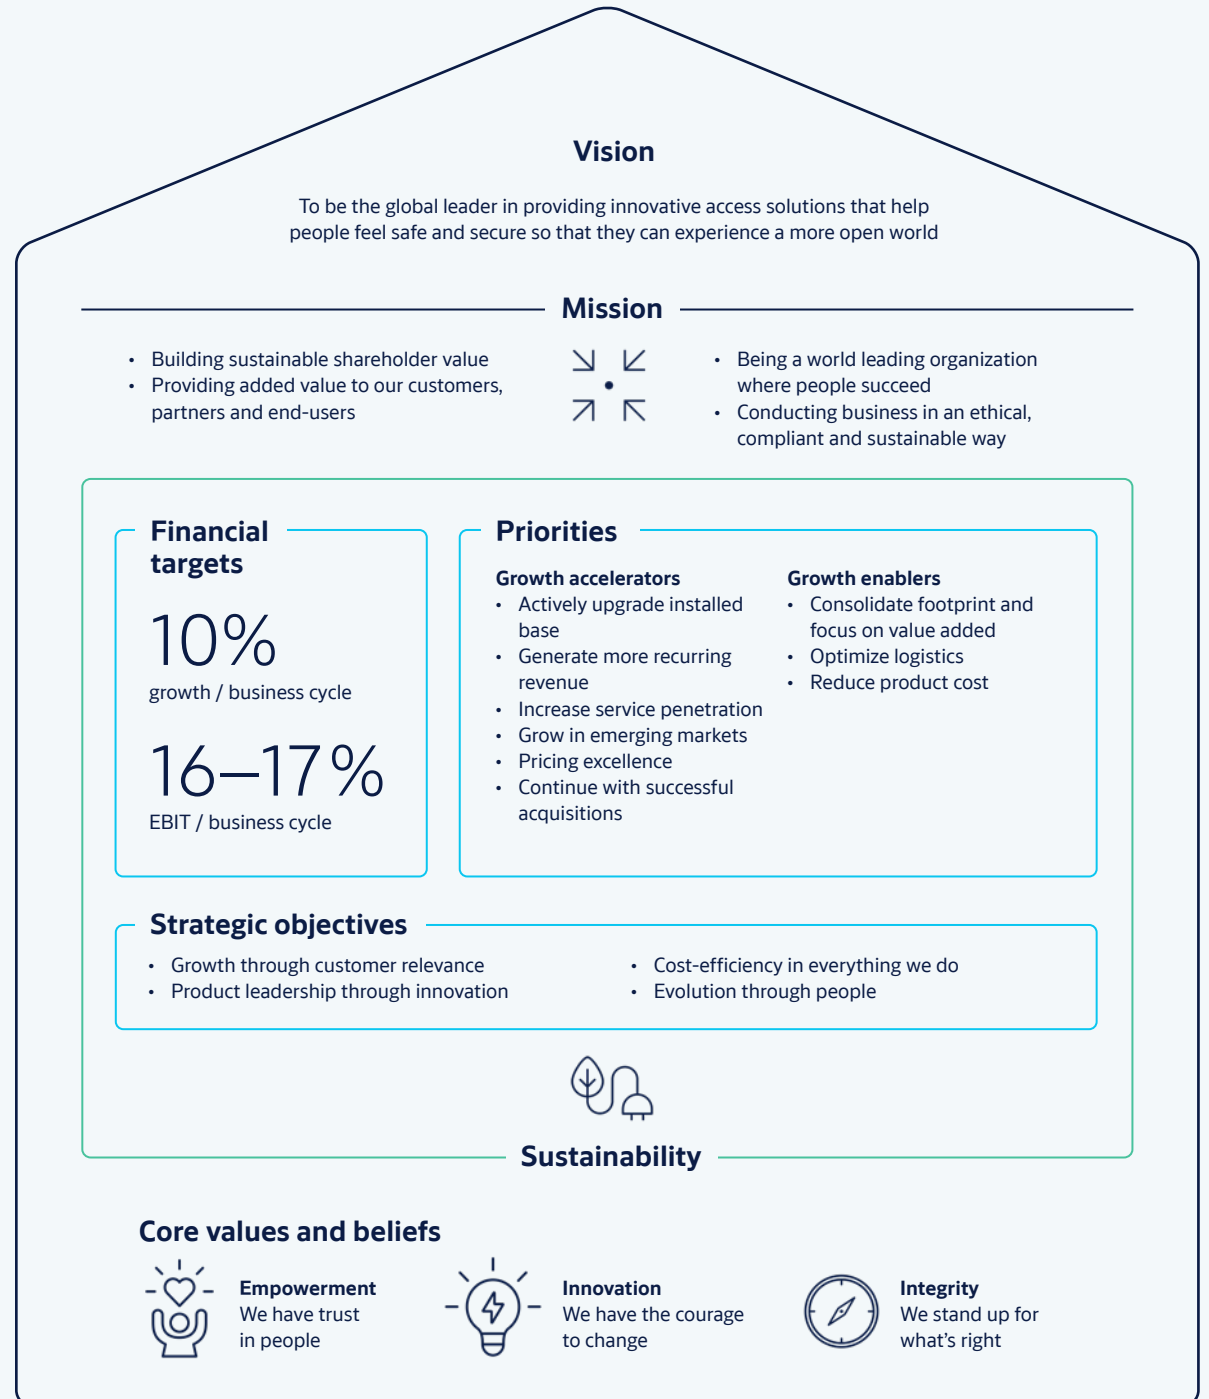 Vision
To be the global leader in providing innovative access solutions that help
people feel safe and secure so that they can experience a more open world
Mission
• Building sustainable shareholder value
• Providing added value to our customers,
partners and end-users
• Being a world leading organization
where people succeed
• Conducting business in an ethical,
compliant and sustainable way
Financial
targets
10%
growth / business cycle
16–17%
EBIT / business cycle
Priorities
Growth accelerators
• Actively upgrade installed
base
• Generate more recurring
revenue
• Increase service penetration
• Grow in emerging markets
• Pricing excellence
• Continue with successful
acquisitions
Growth enablers
• Consolidate footprint and
focus on value added
• Optimize logistics
• Reduce product cost
Strategic objectives
• Growth through customer relevance
• Product leadership through innovation
• Cost-efficiency in everything we do
• Evolution through people
Sustainability
Core values and beliefs
Empowerment
We have trust
in people
Innovation
We have the courage
to change
Integrity
We stand up for
what's right